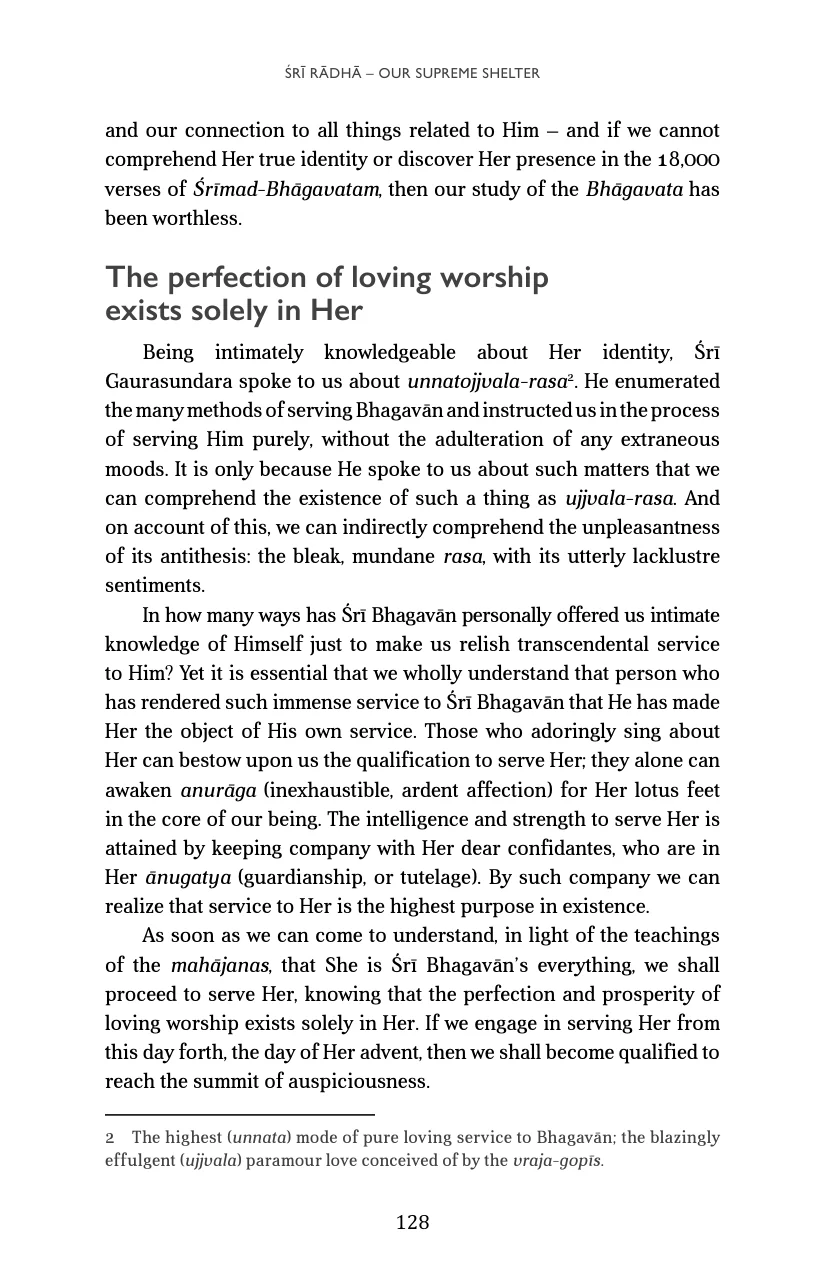 ŚRĪ RĀDHĀ – OUR SUPREME SHELTER
and our connection to all things related to Him – and if we cannot
comprehend Her true identity or discover Her presence in the 18,000
verses of Śrīmad-Bhāgavatam, then our study of the Bhāgavata has
been worthless.
The perfection of loving worship
exists solely in Her
Being intimately knowledgeable about Her identity, Śrī
Gaurasundara spoke to us about unnatojjvala-rasa². He enumerated
the many methods of serving Bhagavān and instructed us in the process
of serving Him purely, without the adulteration of any extraneous
moods. It is only because He spoke to us about such matters that we
can comprehend the existence of such a thing as ujjvala-rasa. And
on account of this, we can indirectly comprehend the unpleasantness
of its antithesis: the bleak, mundane rasa, with its utterly lacklustre
sentiments.
In how many ways has Śrī Bhagavān personally offered us intimate
knowledge of Himself just to make us relish transcendental service
to Him? Yet it is essential that we wholly understand that person who
has rendered such immense service to Śrī Bhagavān that He has made
Her the object of His own service. Those who adoringly sing about
Her can bestow upon us the qualification to serve Her; they alone can
awaken anurāga (inexhaustible, ardent affection) for Her lotus feet
in the core of our being. The intelligence and strength to serve Her is
attained by keeping company with Her dear confidantes, who are in
Her ānugatya (guardianship, or tutelage). By such company we can
realize that service to Her is the highest purpose in existence.
As soon as we can come to understand, in light of the teachings
of the mahājanas, that She is Śrī Bhagavān's everything, we shall
proceed to serve Her, knowing that the perfection and prosperity of
loving worship exists solely in Her. If we engage in serving Her from
this day forth, the day of Her advent, then we shall become qualified to
reach the summit of auspiciousness.
2 The highest (unnata) mode of pure loving service to Bhagavān; the blazingly
effulgent (ujjvala) paramour love conceived of by the vraja-gopīs.
128